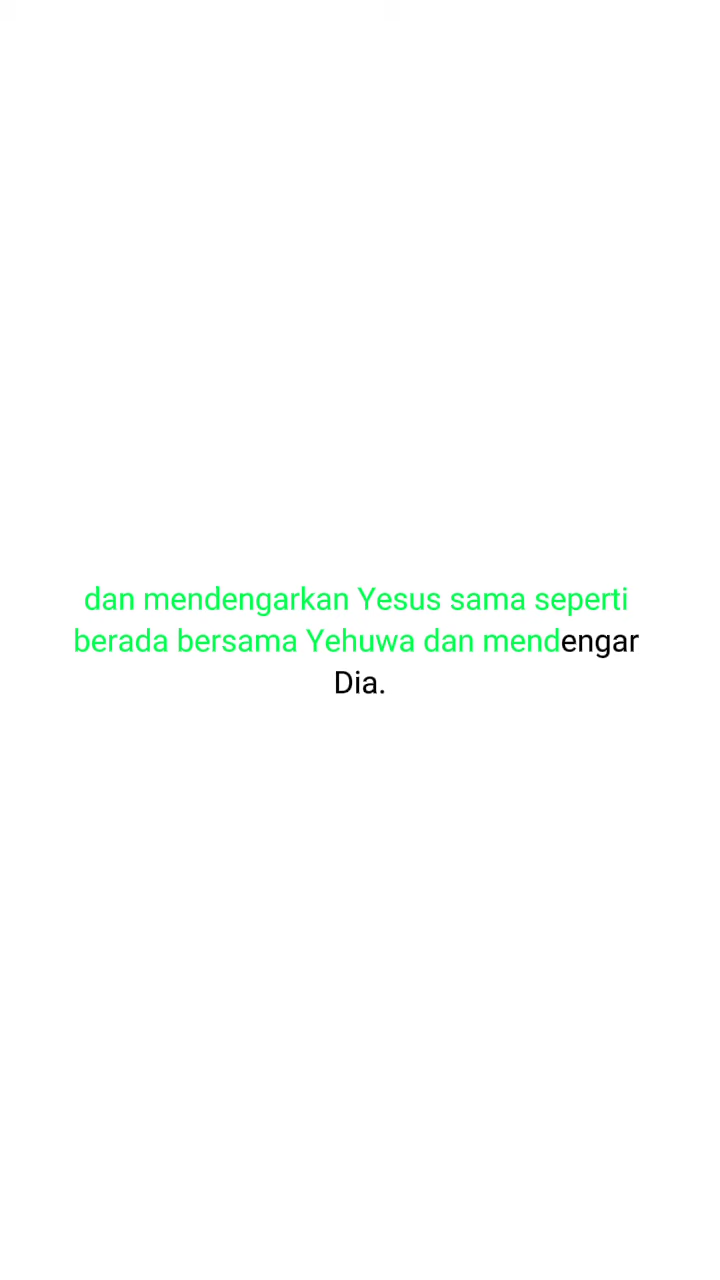 dan mendengarkan Yesus sama seperti
berada bersama Yehuwa dan mendengar
Dia.